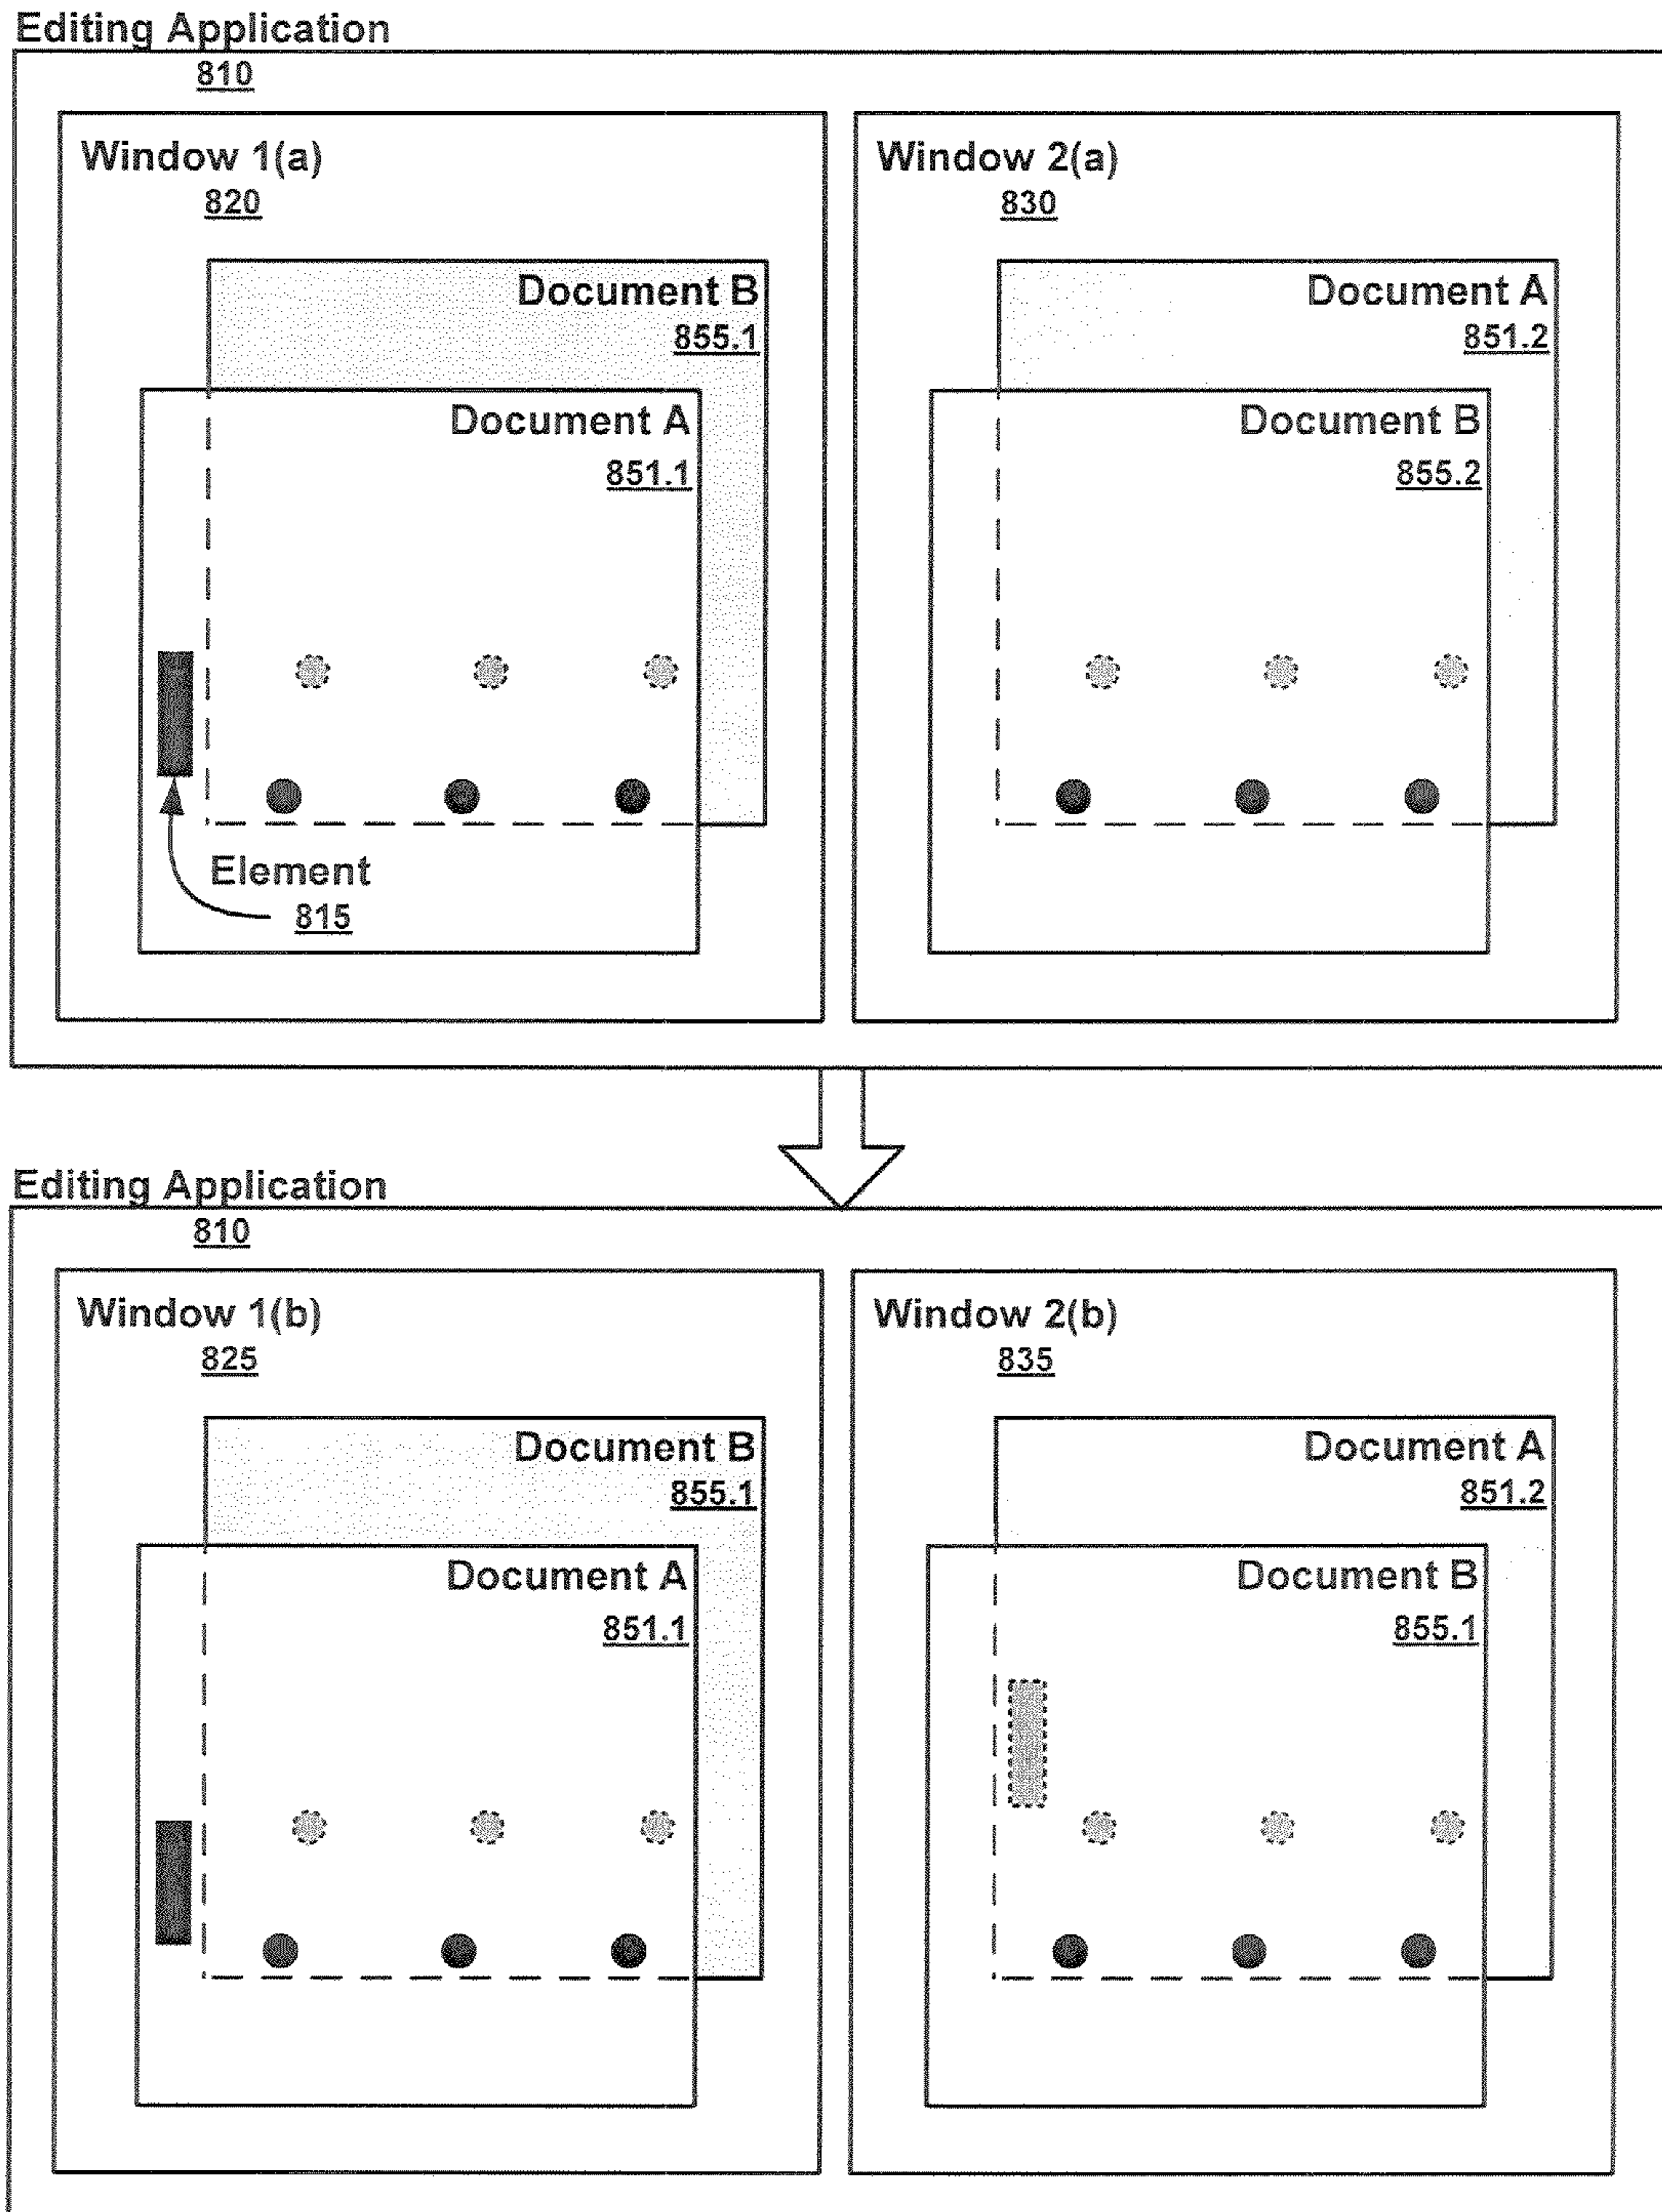 Editing Application
810
Window 1(a)
820
Document B
855.1
Document A
851.1
Element
815
Window 2(a)
830
Document A
851.2
Document B
855.2
Editing Application
810
Window 1(b)
825
Document B
855.1
Document A
851.1
Window 2(b)
835
Document A
851.2
Document B
855.1